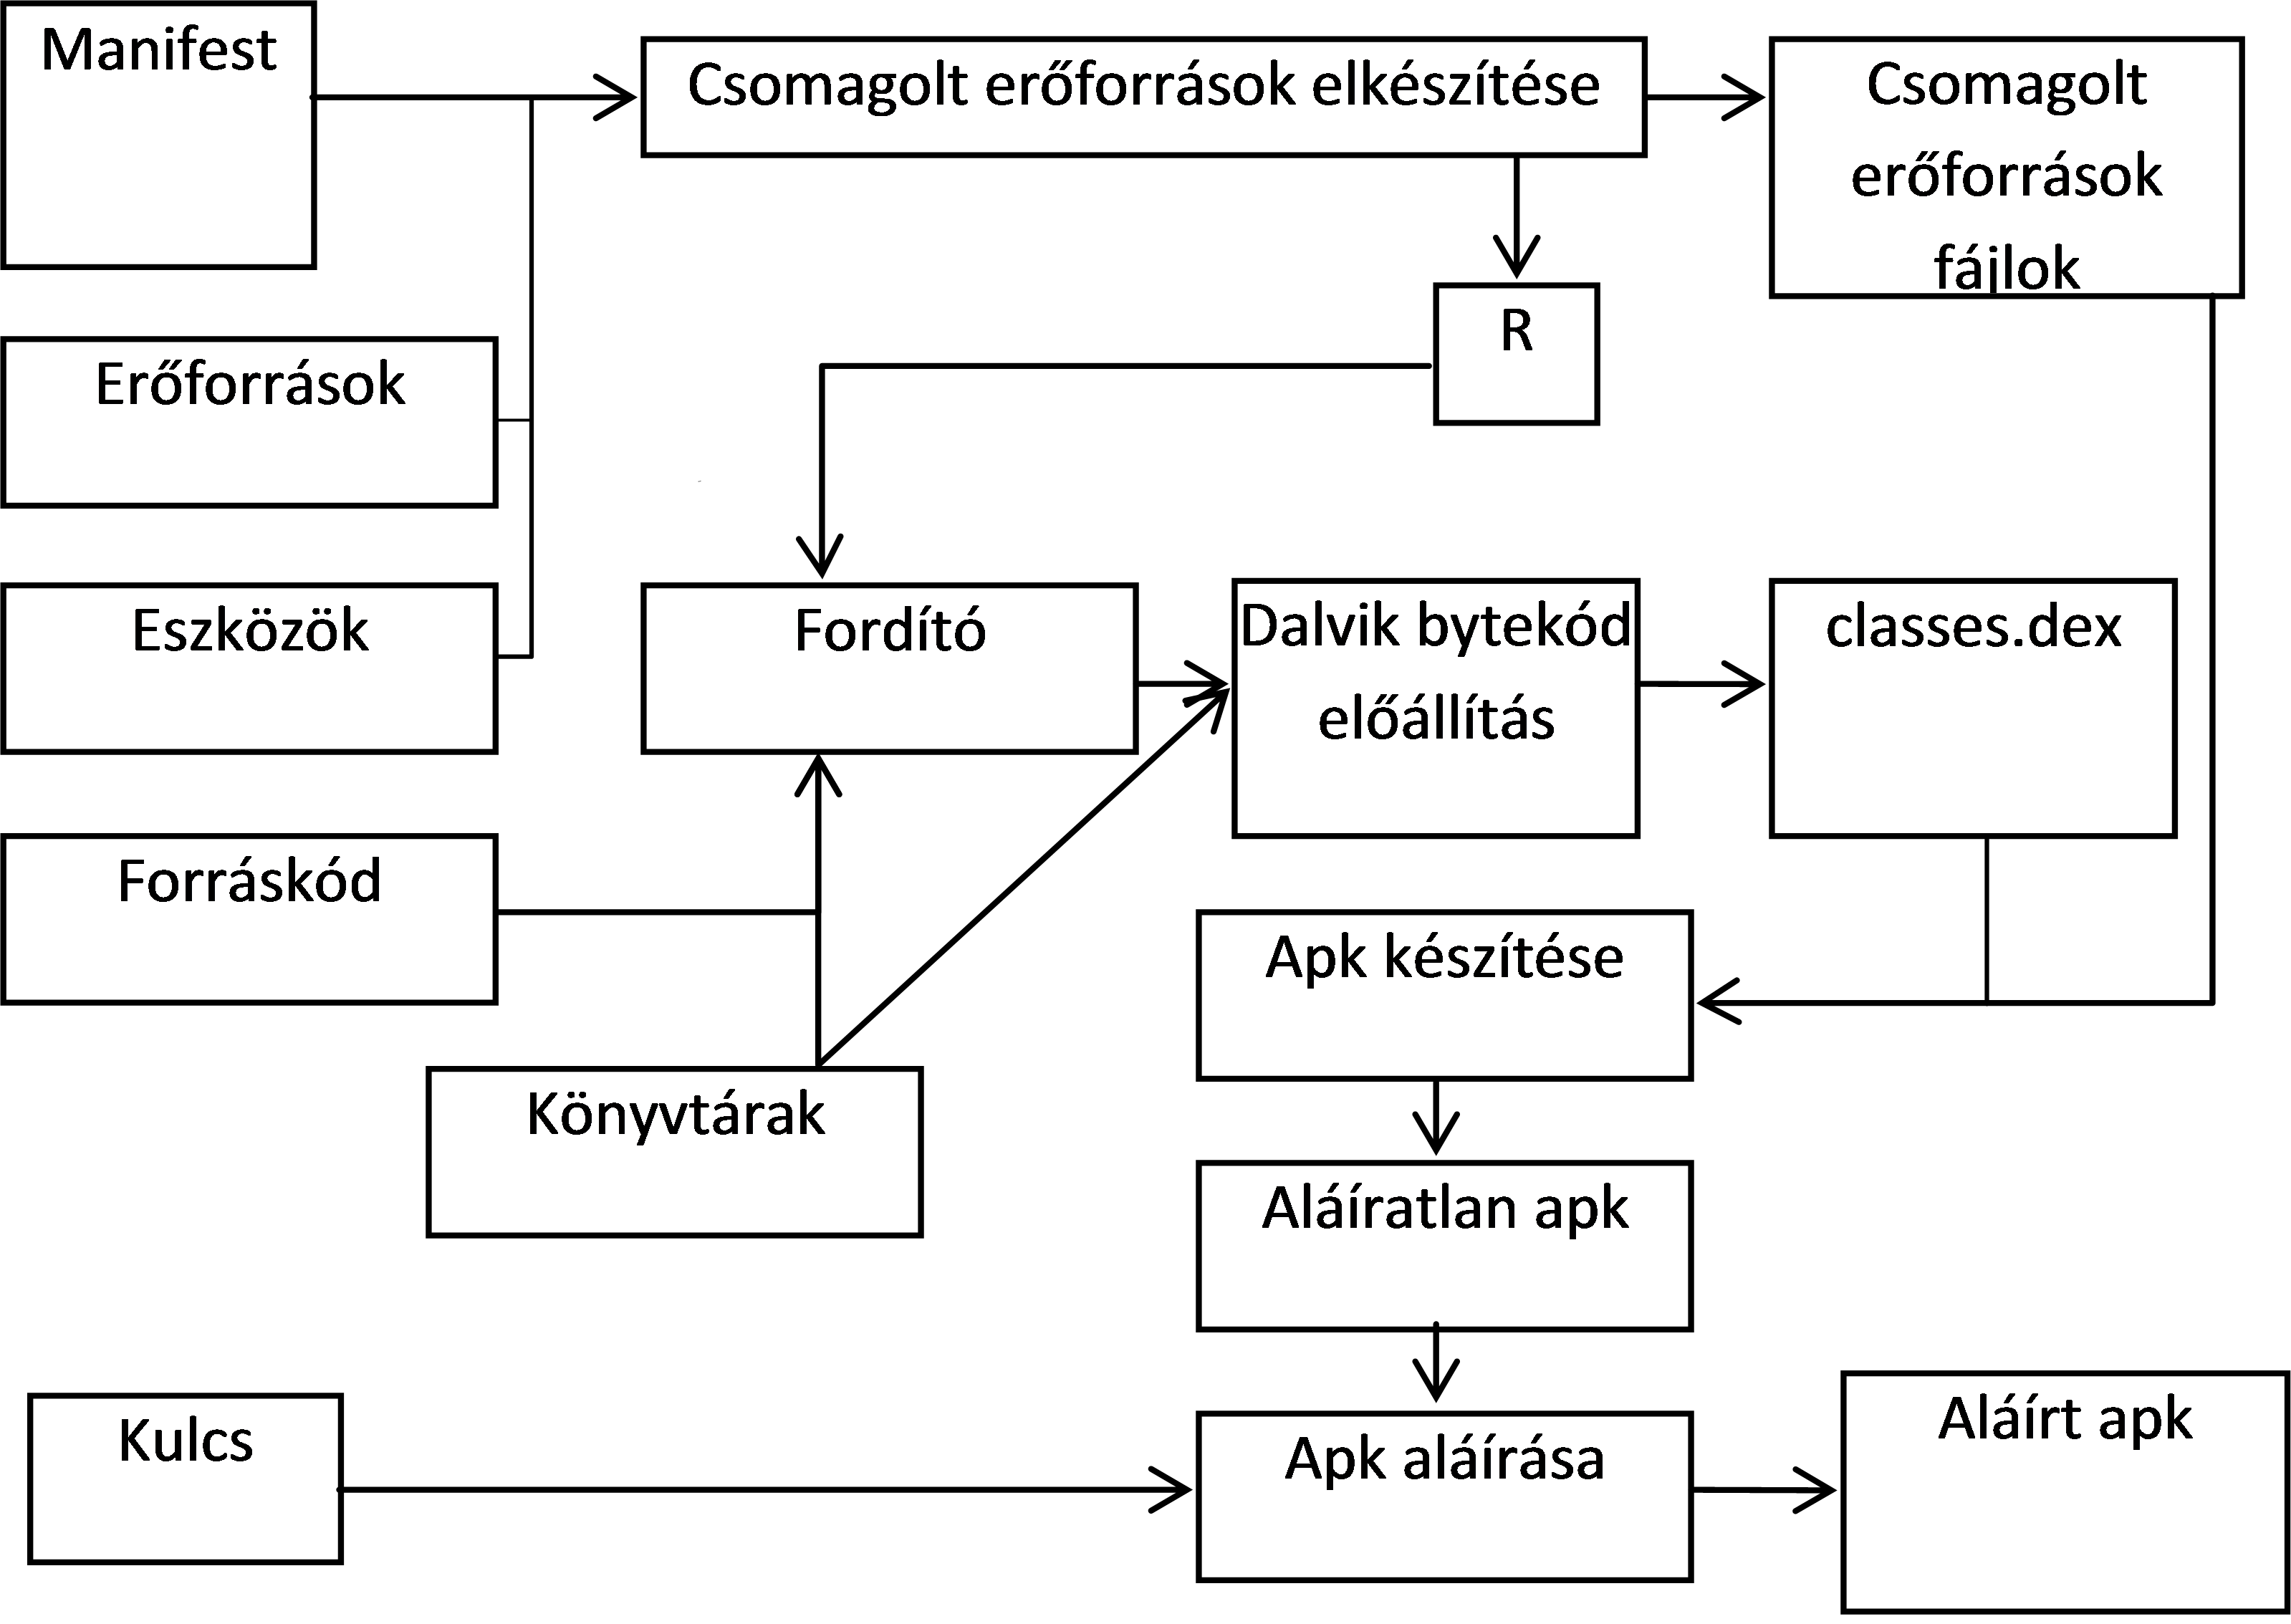 Manifest
Csomagolt erőforrások elkészítése
Csomagolt
erőforrások
fájlok
R
Erőforrások
Eszközök
Fordító
Dalvik bytekód
előállítás
classes.dex
Forráskód
Apk készítése
Könyvtárak
Aláíratlan apk
Kulcs
Apk aláírása
Aláírt apk